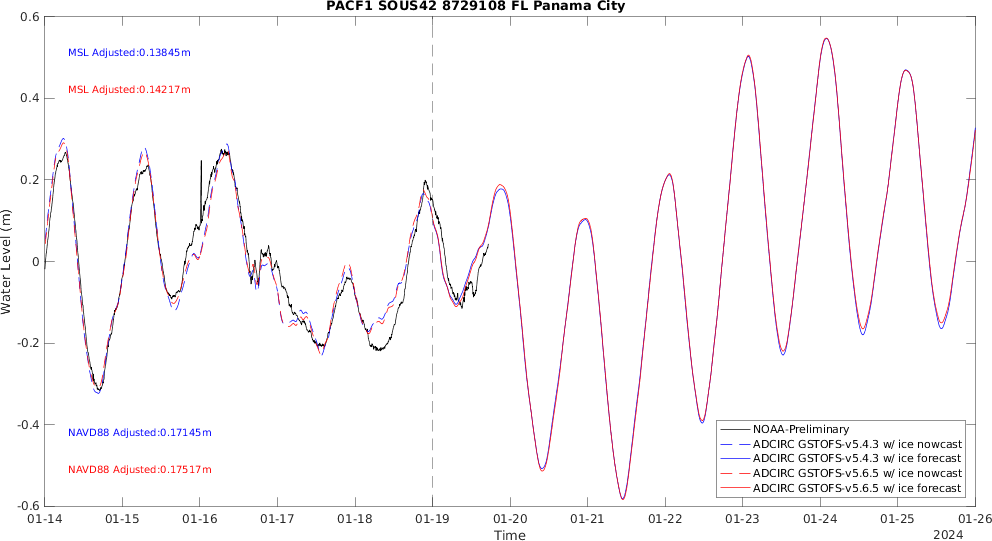 PACF1 SOUS42 8729108 FL Panama City
0.6
0.4
0.2
0
-0.2
-0.4
-0.6
Water Level (m)
MSL Adjusted:0.13845m
MSL Adjusted:0.14217m
NAVD88 Adjusted:0.17145m
NAVD88 Adjusted:0.17517m
NOAA-Preliminary
ADCIRC GSTOFS-v5.4.3 w/ ice nowcast
ADCIRC GSTOFS-v5.4.3 w/ ice forecast
ADCIRC GSTOFS-v5.6.5 w/ ice nowcast
ADCIRC GSTOFS-v5.6.5 w/ ice forecast
01-14 01-15 01-16 01-17 01-18 01-19 01-20 01-21 01-22 01-23 01-24 01-25 01-26
Time
2024